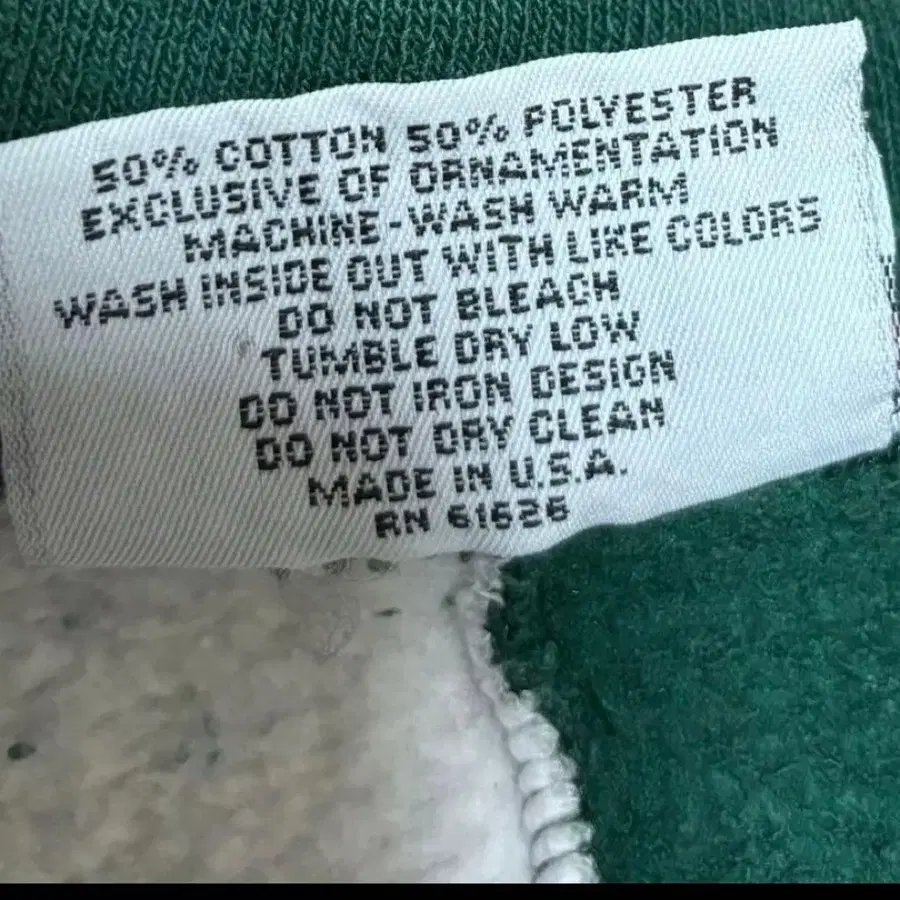 50% COTTON 50% POLYESTER
EXCLUSIVE OF ORNAMENTATION
MACHINE-WASH WARM
WASH INSIDE OUT WITH LIKE COLORS
DO NOT BLEACH
TUMBLE DRY LOW
DO NOT IRON DESIGN
DO NOT DRY CLEAN
MADE IN U.S.A.
RN 61626